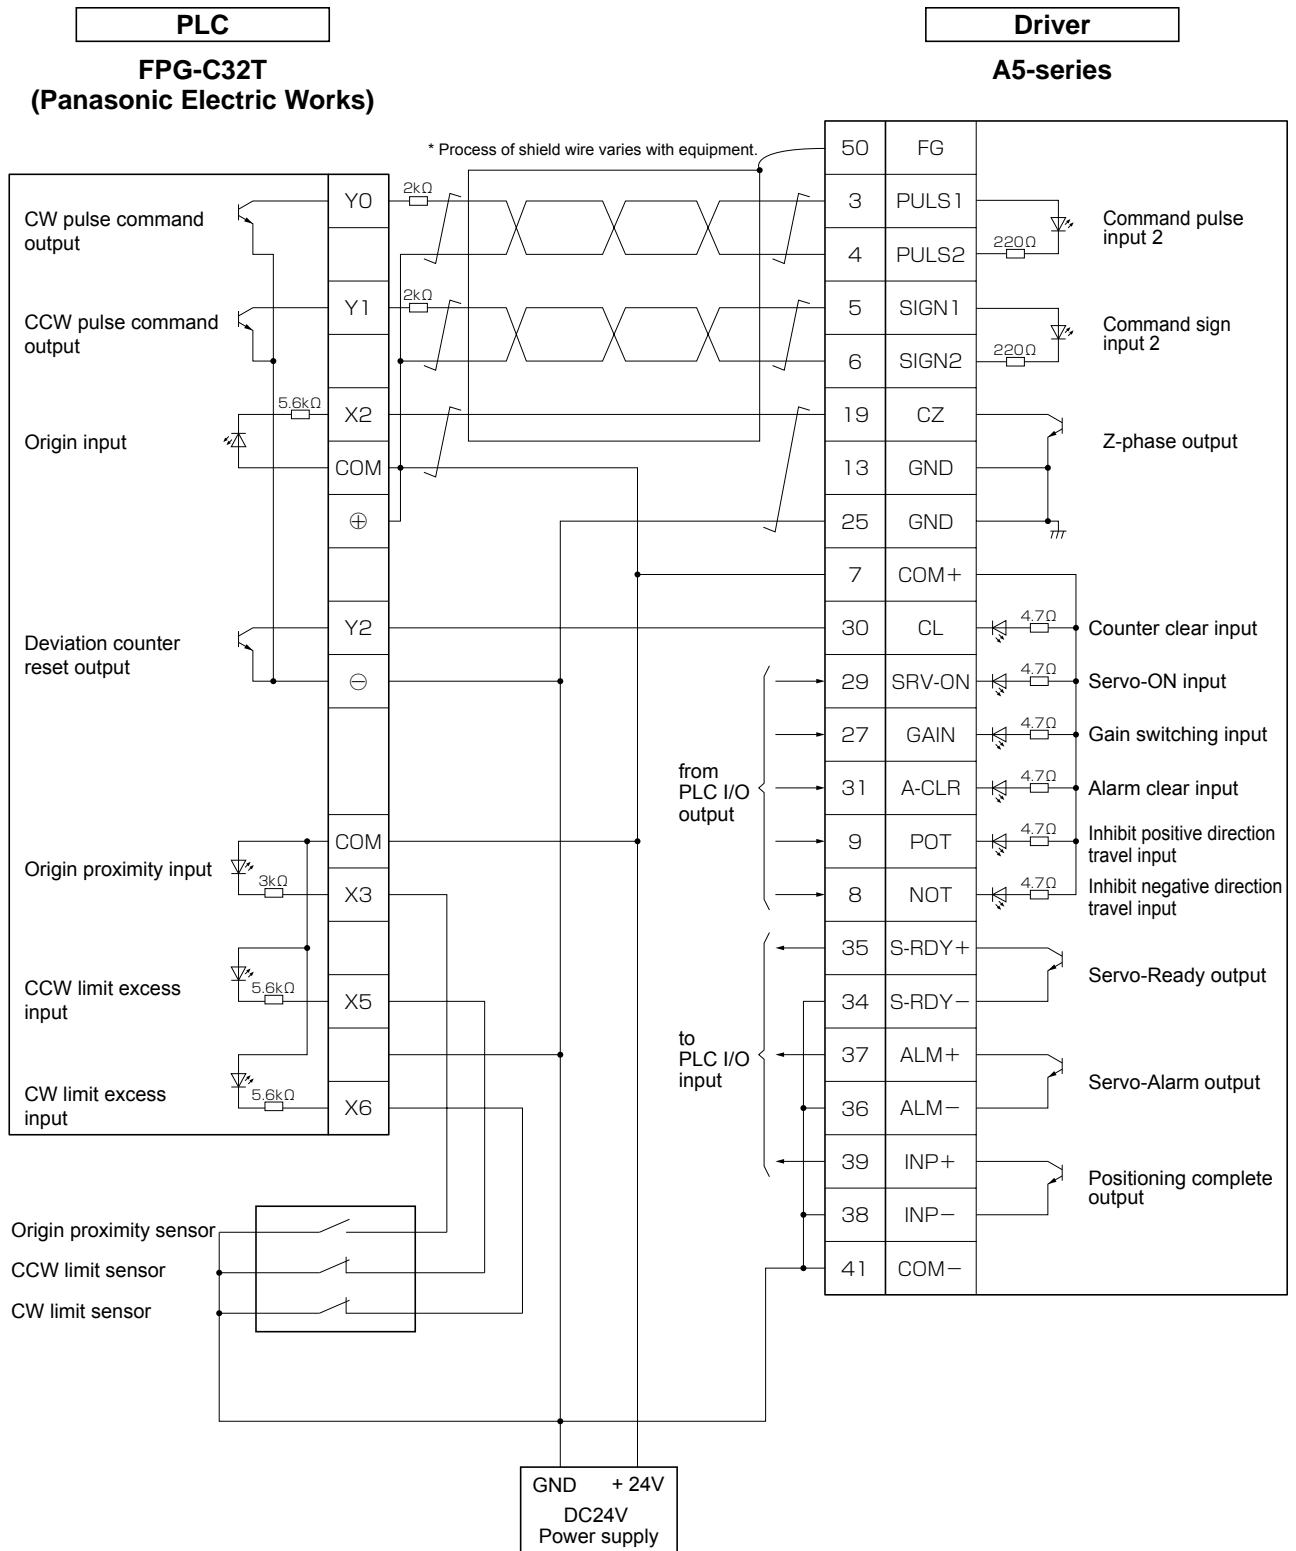 PLC
Driver
FPG-C32T
(Panasonic Electric Works)
A5-series
* Process of shield wire varies with equipment.
50 FG
CW pulse command
output
Y0 2kΩ
3 PULS1
4 PULS2
220Ω
Command pulse
input 2
CCW pulse command
output
Y1 2kΩ
5 SIGN1
6 SIGN2
220Ω
Command sign
input 2
Origin input
5.6kΩ
X2
COM
⊕
19 CZ
13 GND
25 GND
Z-phase output
7 COM+
Deviation counter
reset output
Y2
⊖
30 CL 4.7Ω Counter clear input
29 SRV-ON 4.7Ω Servo-ON input
27 GAIN 4.7Ω Gain switching input
31 A-CLR 4.7Ω Alarm clear input
9 POT 4.7Ω Inhibit positive direction
travel input
8 NOT 4.7Ω Inhibit negative direction
travel input
from
PLC I/O
output
Origin proximity input
3kΩ
COM
X3
CCW limit excess
input
5.6kΩ
X5
CW limit excess
input
5.6kΩ
X6
35 S-RDY+
34 S-RDY−
Servo-Ready output
to
PLC I/O
input
37 ALM+
36 ALM−
Servo-Alarm output
39 INP+
38 INP−
Positioning complete
output
41 COM−
Origin proximity sensor
CCW limit sensor
CW limit sensor
GND + 24V
DC24V
Power supply